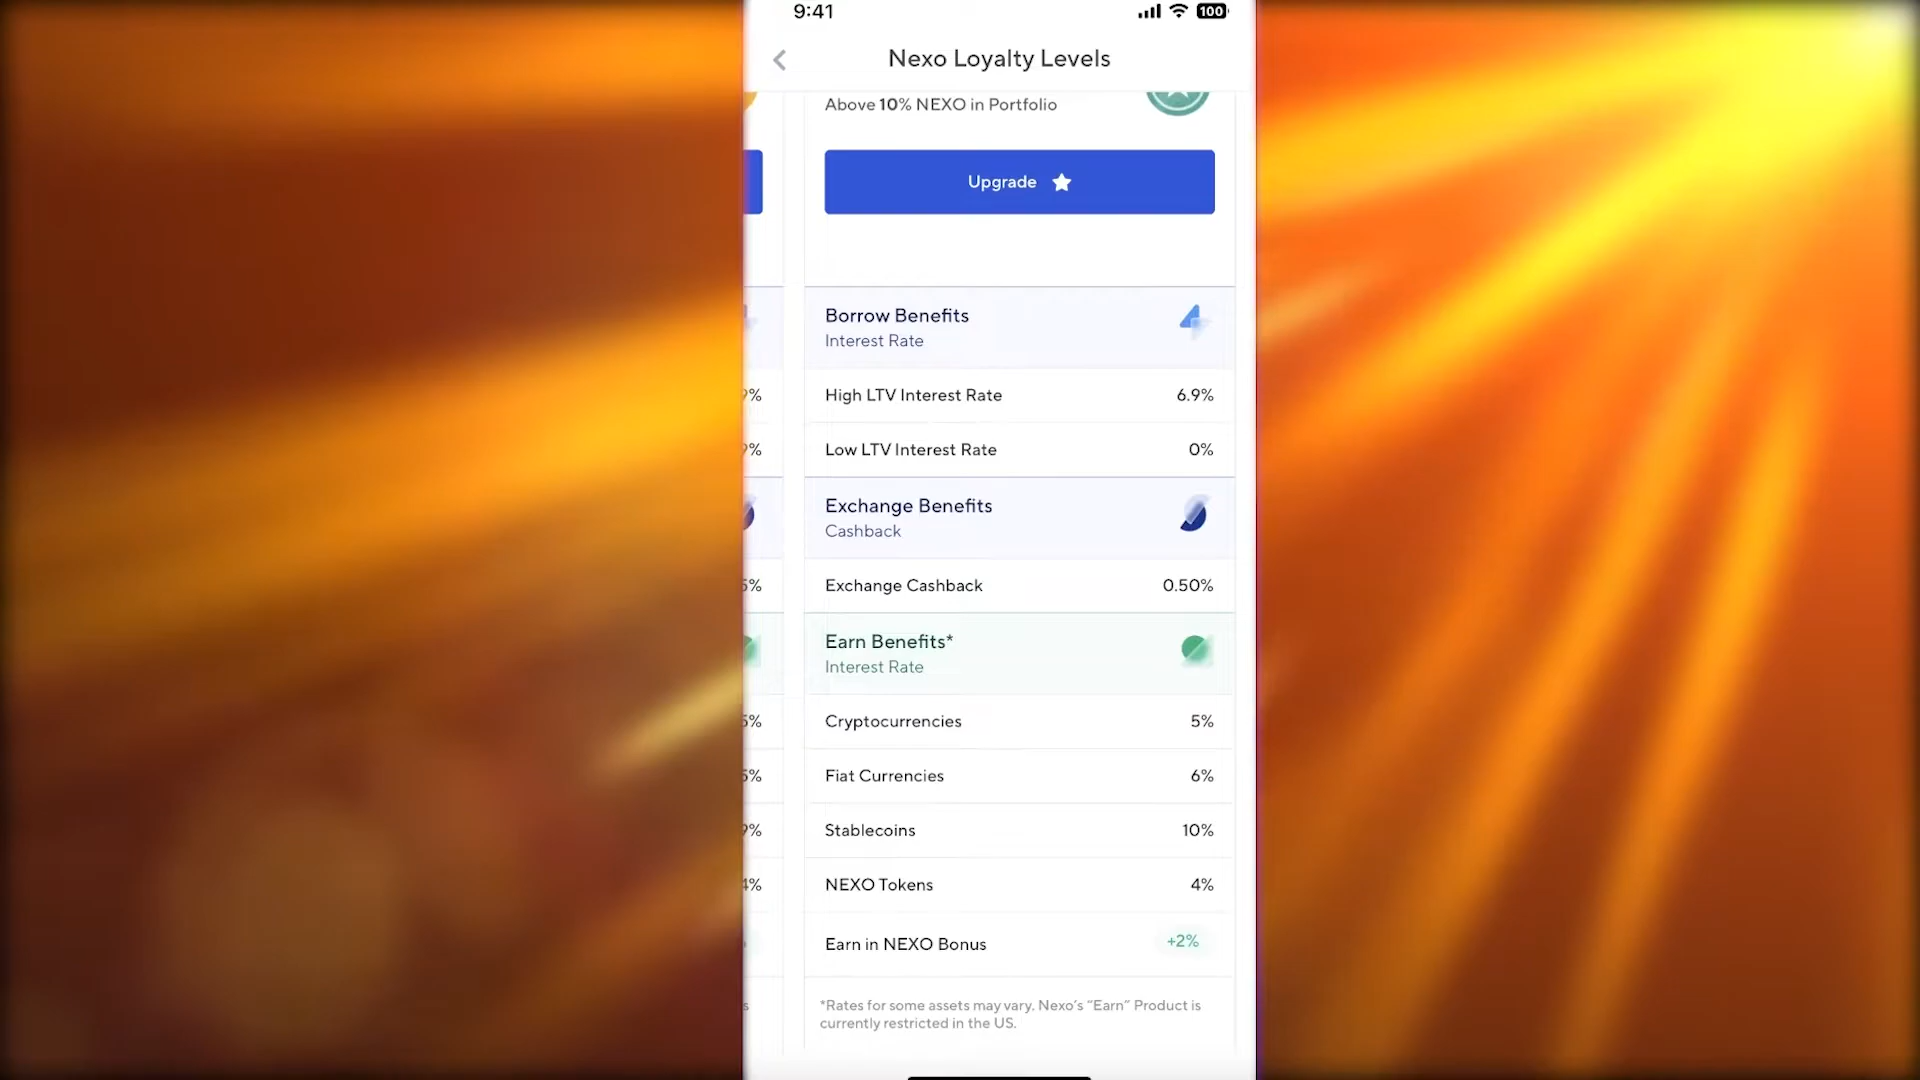 9:41
100
Nexo Loyalty Levels
Above 10% NEXO in Portfolio
Upgrade
Borrow Benefits
Interest Rate
High LTV Interest Rate 6.9%
Low LTV Interest Rate 0%
Exchange Benefits
Cashback
Exchange Cashback 0.50%
Earn Benefits*
Interest Rate
Cryptocurrencies 5%
Fiat Currencies 6%
Stablecoins 10%
NEXO Tokens 4%
Earn in NEXO Bonus +2%
*Rates for some assets may vary. Nexo's "Earn" Product is
currently restricted in the US.